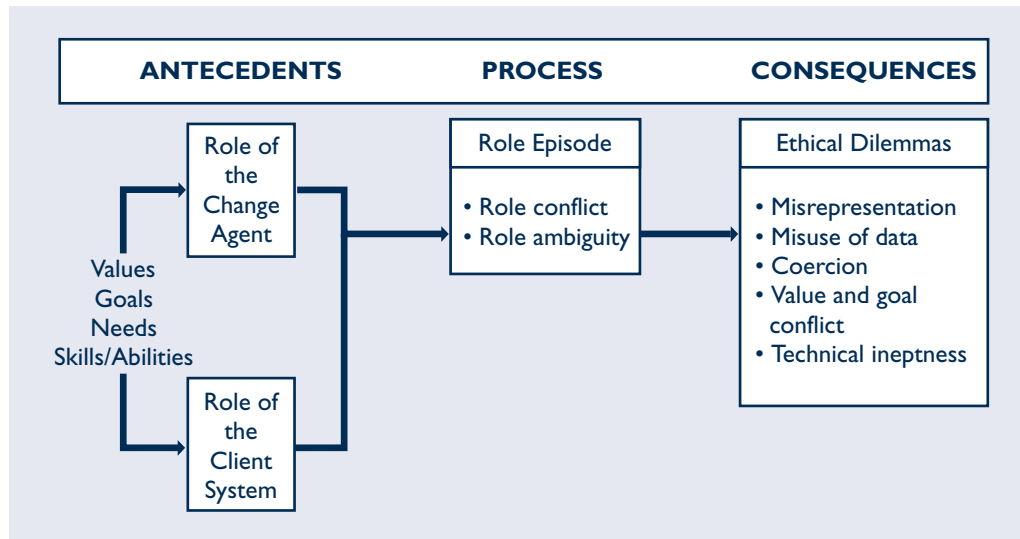 ANTECEDENTS PROCESS CONSEQUENCES
Role of
the
Change
Agent
Values
Goals
Needs
Skills/Abilities
Role of
the
Client
System
Role Episode
• Role conflict
• Role ambiguity
Ethical Dilemmas
• Misrepresentation
• Misuse of data
• Coercion
• Value and goal
conflict
• Technical ineptness